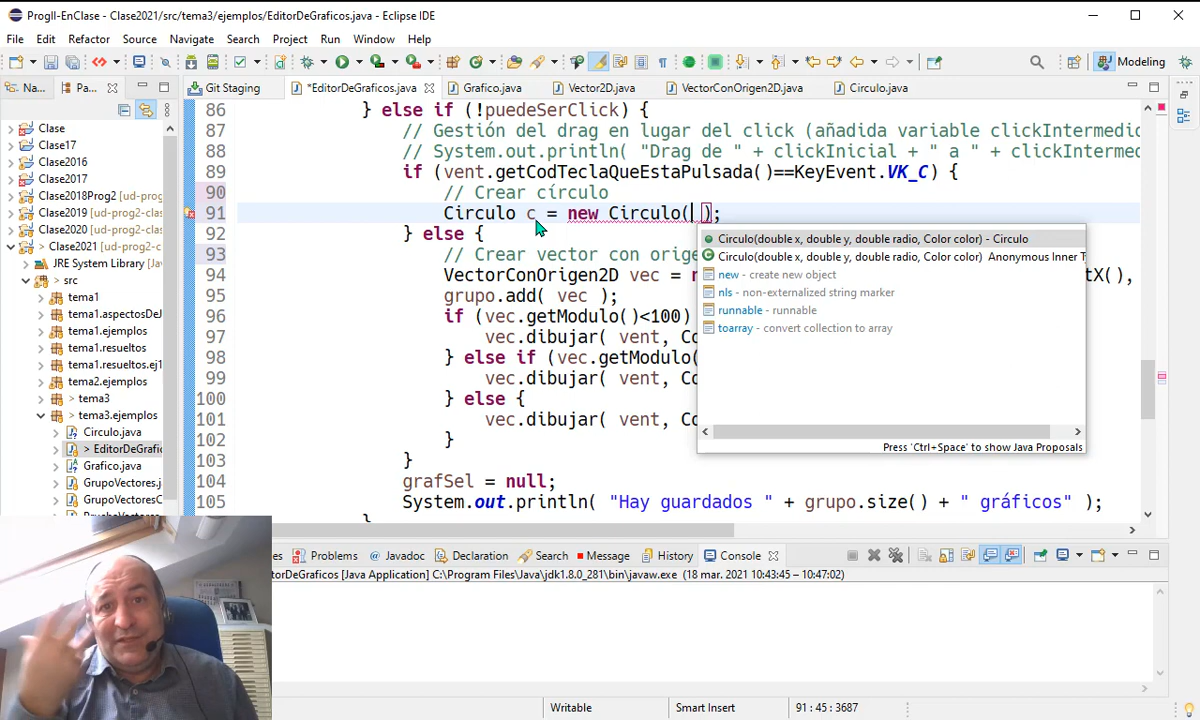 ProgII-EnClase - Clase2021/src/tema3/ejemplos/EditorDeGraficos.java - Eclipse IDE
File Edit Refactor Source Navigate Search Project Run Window Help
Modeling
Na... Pa...
Git Staging *EditorDeGraficos.java Grafico.java Vector2D.java VectorConOrigen2D.java Circulo.java
Clase
Clase17
Clase2016
Clase2017
Clase2018Prog2 [ud-prog2-clas
Clase2019 [ud-prog2-clase
Clase2020 [ud-prog2-clase
> Clase2021 [ud-prog2-clas
JRE System Library [JavaSE
> src
tema1
tema1.aspectosDeJ
tema1.ejemplos
tema1.resueltos
tema1.resueltos.ej1
tema2.ejemplos
> tema3
> tema3.ejemplos
Circulo.java
> EditorDeGrafic
Grafico.java
GrupoVectores.j
GrupoVectoresC
86 } else if (!puedeSerClick) {
87 // Gestión del drag en lugar del click (añadida variable clickIntermedio
88 // System.out.println( "Drag de " + clickInicial + " a " + clickInterme
89 if (vent.getCodTeclaQueEstaPulsada()==KeyEvent.VK_C) {
90 // Crear círculo
91 Circulo c = new Circulo( );
92 } else {
93 // Crear vector con orige
94 VectorConOrigen2D vec = n tX(),
95 grupo.add( vec );
96 if (vec.getModulo()<100)
97 vec.dibujar( vent, Co
98 } else if (vec.getModulo(
99 vec.dibujar( vent, Co
100 } else {
101 vec.dibujar( vent, Co
102 }
103 }
104 grafSel = null;
105 System.out.println( "Hay guardados " + grupo.size() + " gráficos" );
Circulo(double x, double y, double radio, Color color) - Circulo
Circulo(double x, double y, double radio, Color color) Anonymous Inner T
new - create new object
nls - non-externalized string marker
runnable - runnable
toarray - convert collection to array
Press 'Ctrl+Space' to show Java Proposals
es Problems Javadoc Declaration Search Message History Console
ditorDeGraficos [Java Application] C:\Program Files\Java\jdk1.8.0_281\bin\javaw.exe (18 mar. 2021 10:43:45 – 10:47:02)
Writable Smart Insert 91 : 45 : 3687